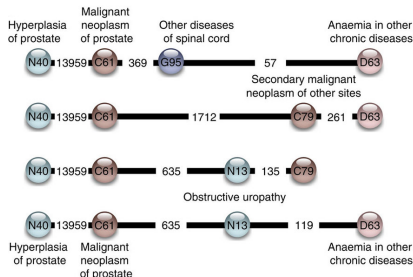 Hyperplasia
of prostate
Malignant
neoplasm
of prostate
Other diseases
of spinal cord
Anaemia in other
chronic diseases
N40 13959 C61 369 G95 57 D63
Secondary malignant
neoplasm of other sites
N40 13959 C61 1712 C79 261 D63
N40 13959 C61 635 N13 135 C79
Obstructive uropathy
N40 13959 C61 635 N13 119 D63
Hyperplasia
of prostate
Malignant
neoplasm
of prostate
Anaemia in other
chronic diseases